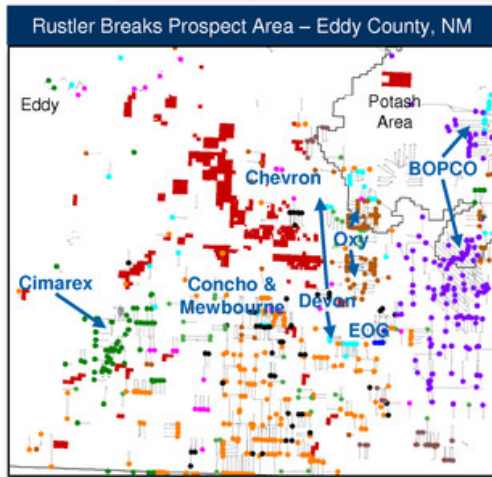 Rustler Breaks Prospect Area – Eddy County, NM
Eddy
Potash
Area
BOPCO
Chevron
Oxy
Cimarex
Concho &
Mewbourne
Devon
EOG